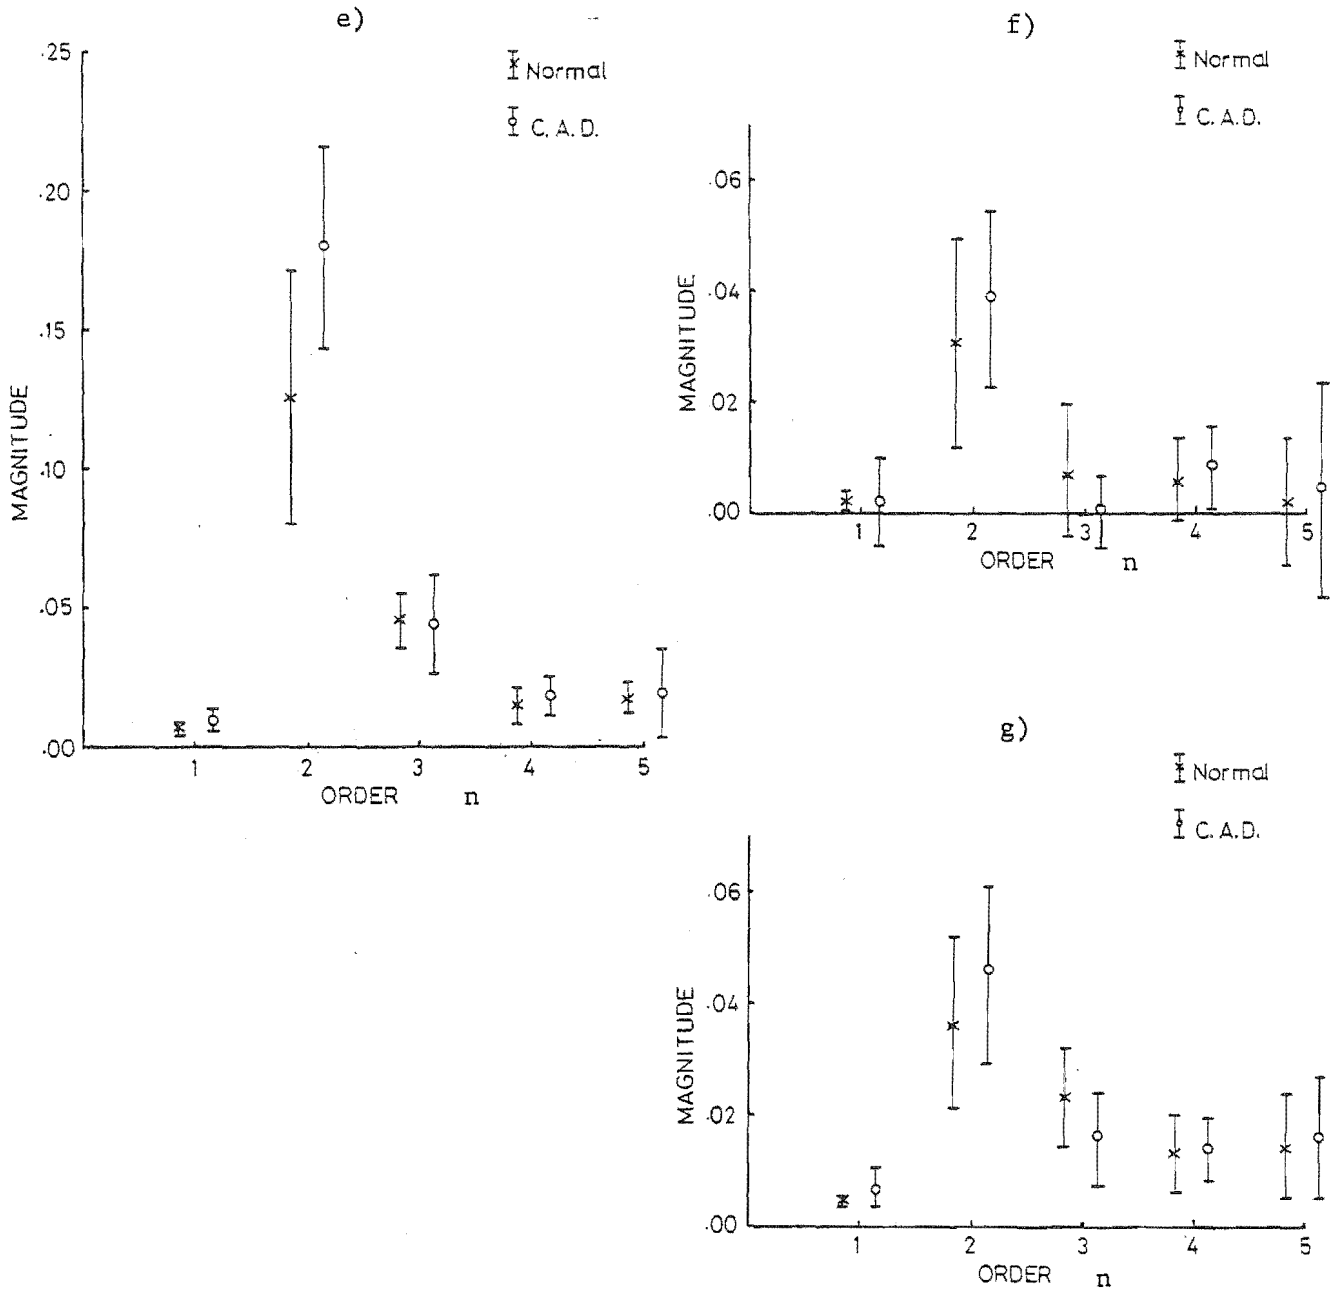 e)
Normal
C. A. D.
.25
.20
.15
.10
.05
.00
MAGNITUDE
1 2 3 4 5
ORDER n
f)
Normal
C. A. D.
.06
.04
.02
.00
MAGNITUDE
1 2 3 4 5
ORDER n
g)
Normal
C. A. D.
.06
.04
.02
.00
MAGNITUDE
1 2 3 4 5
ORDER n